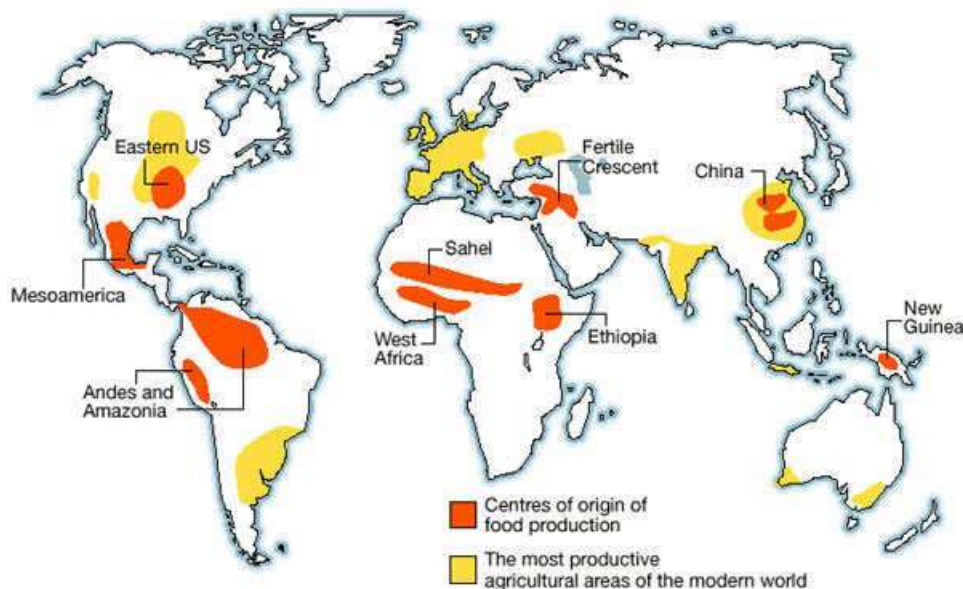 Eastern US
Fertile
Crescent
China
Sahel
Mesoamerica
West
Africa
Ethiopia
New
Guinea
Andes and
Amazonia
Centres of origin of
food production
The most productive
agricultural areas of the modern world